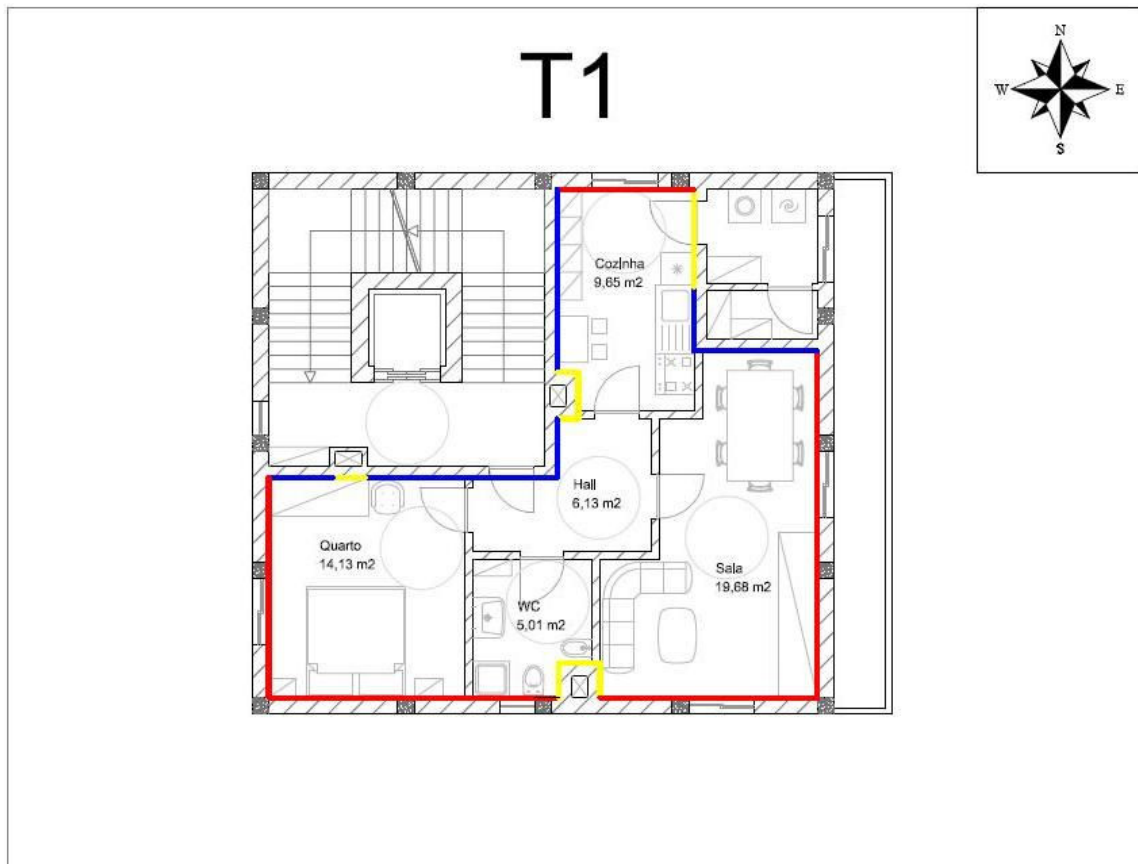 T1
N
W
E
S
Cozinha
9,65 m2
Hall
6,13 m2
Quarto
14,13 m2
Sala
19,68 m2
WC
5,01 m2